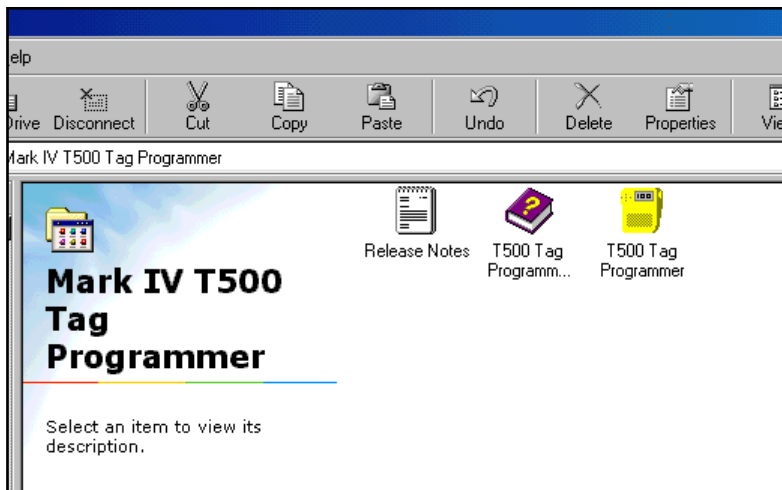 elp
Drive Disconnect Cut Copy Paste Undo Delete Properties Vie
Mark IV T500 Tag Programmer
Release Notes T500 Tag Programm... T500 Tag Programmer
Mark IV T500
Tag
Programmer
Select an item to view its
description.